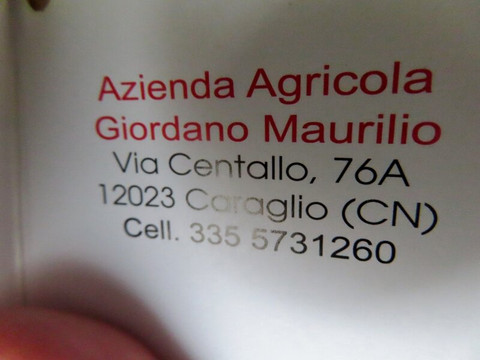 Azienda Agricola
Giordano Maurilio
Via Centallo, 76A
12023 Caraglio (CN)
Cell. 335 5731260